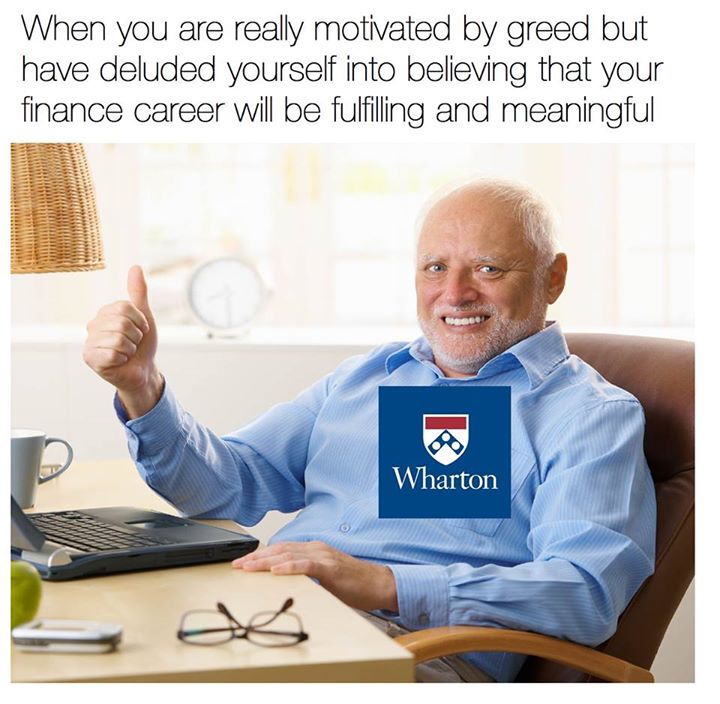 When you are really motivated by greed but
have deluded yourself into believing that your
finance career will be fulfilling and meaningful
Wharton